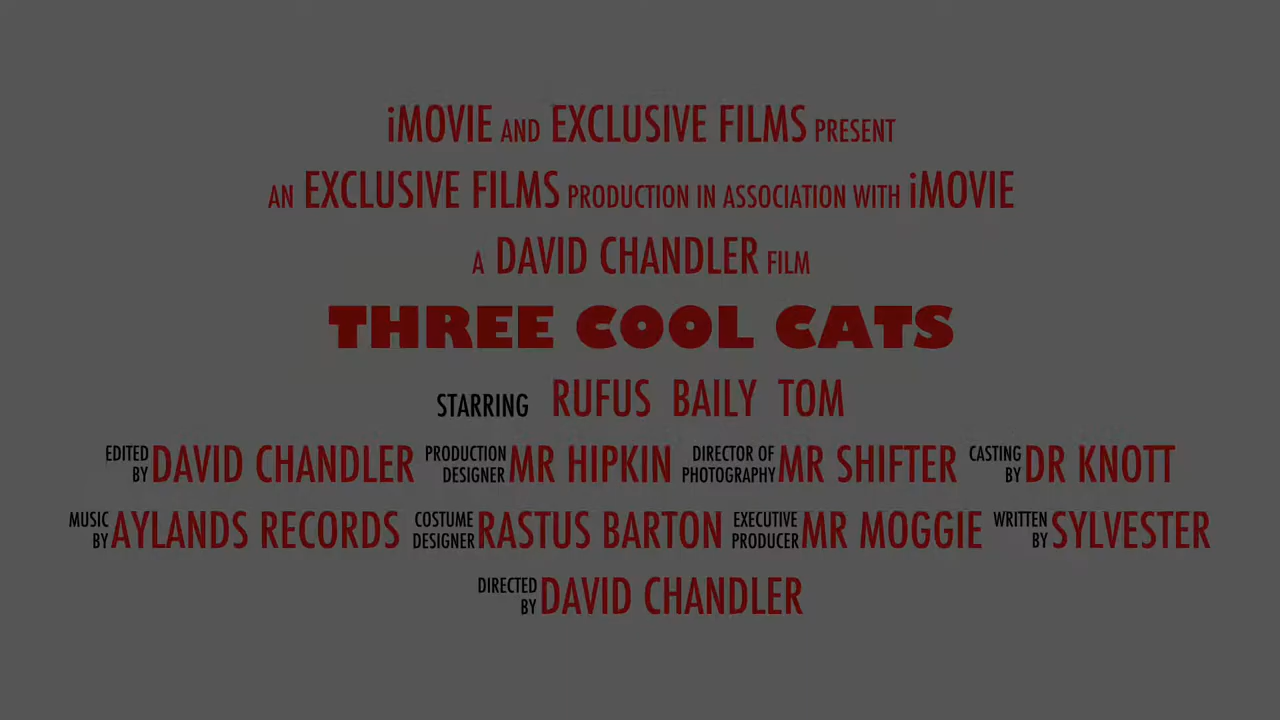 iMOVIE AND EXCLUSIVE FILMS PRESENT
AN EXCLUSIVE FILMS PRODUCTION IN ASSOCIATION WITH iMOVIE
A DAVID CHANDLER FILM
THREE COOL CATS
STARRING RUFUS BAILY TOM
EDITED BY DAVID CHANDLER PRODUCTION DESIGNER MR HIPKIN DIRECTOR OF PHOTOGRAPHY MR SHIFTER CASTING BY DR KNOTT
MUSIC BY AYLANDS RECORDS COSTUME DESIGNER RASTUS BARTON EXECUTIVE PRODUCER MR MOGGIE WRITTEN BY SYLVESTER
DIRECTED BY DAVID CHANDLER